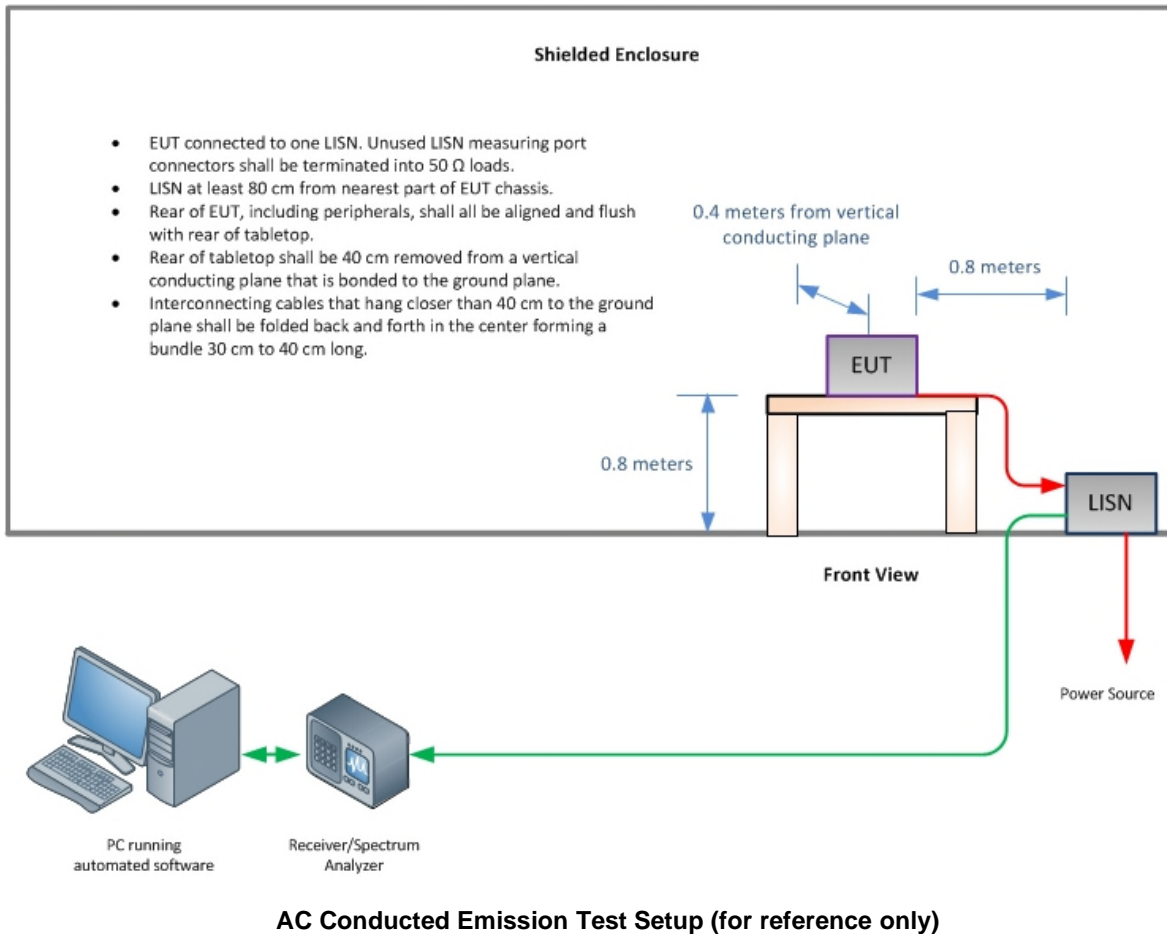 Shielded Enclosure
• EUT connected to one LISN. Unused LISN measuring port
connectors shall be terminated into 50 Ω loads.
• LISN at least 80 cm from nearest part of EUT chassis.
• Rear of EUT, including peripherals, shall all be aligned and flush
with rear of tabletop.
• Rear of tabletop shall be 40 cm removed from a vertical
conducting plane that is bonded to the ground plane.
• Interconnecting cables that hang closer than 40 cm to the ground
plane shall be folded back and forth in the center forming a
bundle 30 cm to 40 cm long.
0.4 meters from vertical
conducting plane
0.8 meters
EUT
0.8 meters
LISN
Front View
Power Source
PC running
automated software
Receiver/Spectrum
Analyzer
AC Conducted Emission Test Setup (for reference only)